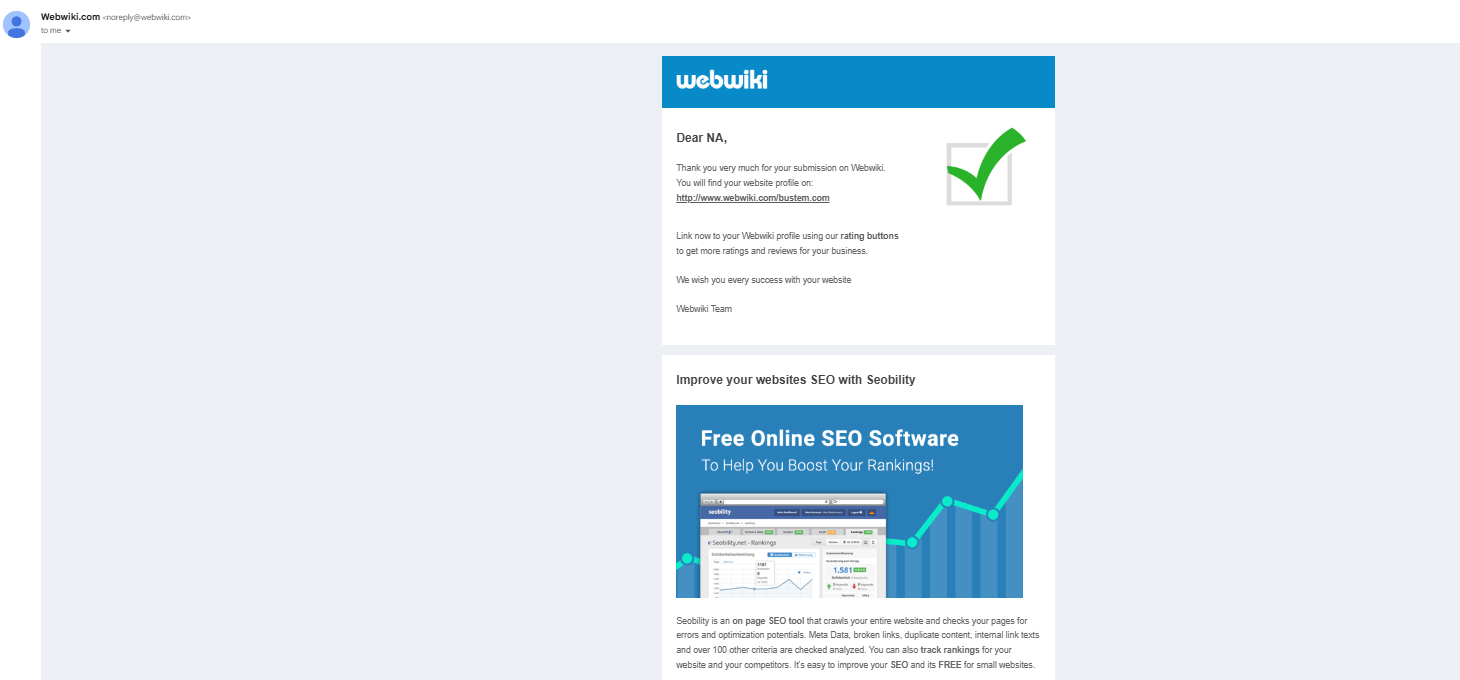 Webwiki.com <noreply@webwiki.com>
to me
webwiki
Dear NA,
Thank you very much for your submission on Webwiki.
You will find your website profile on:
http://www.webwiki.com/bustem.com
Link now to your Webwiki profile using our rating buttons
to get more ratings and reviews for your business.
We wish you every success with your website
Webwiki Team
Improve your websites SEO with Seobility
Free Online SEO Software
To Help You Boost Your Rankings!
seobility
Seobility.net - Rankings
1.581
Seobility is an on page SEO tool that crawls your entire website and checks your pages for
errors and optimization potentials. Meta Data, broken links, duplicate content, internal link texts
and over 100 other criteria are checked analyzed. You can also track rankings for your
website and your competitors. It's easy to improve your SEO and its FREE for small websites.